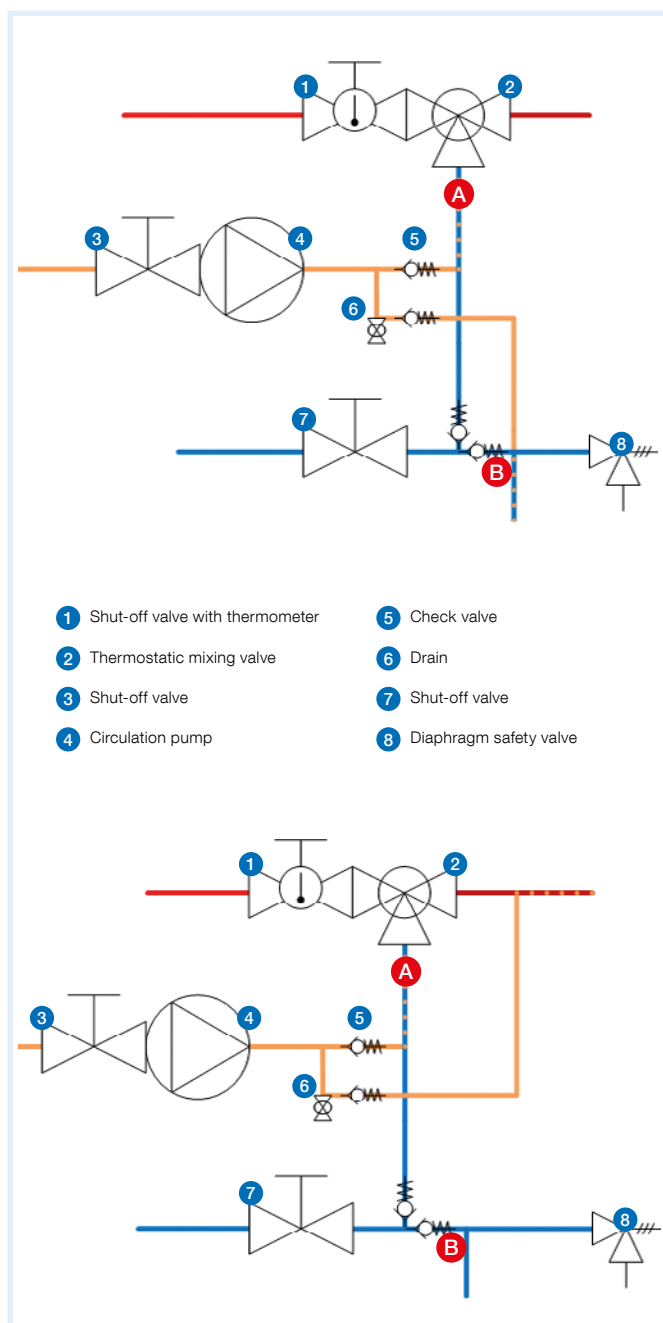 1 2
A
3 4 5
6
7 8
B
1 Shut-off valve with thermometer
5 Check valve
2 Thermostatic mixing valve
6 Drain
3 Shut-off valve
7 Shut-off valve
4 Circulation pump
8 Diaphragm safety valve
1 2
A
3 4 5
6
7 8
B